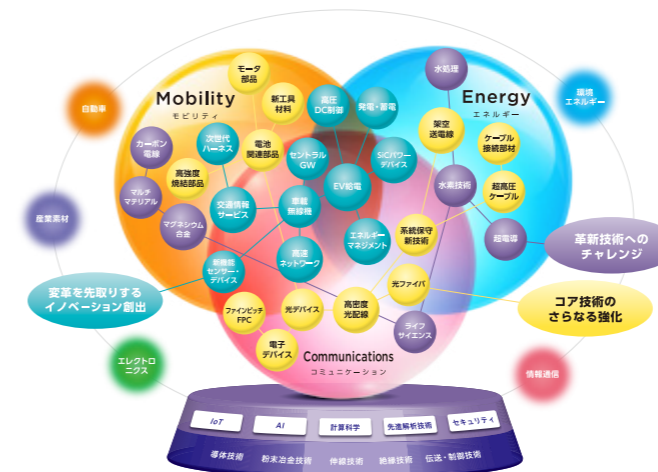 モータ
部品
水処理
自動車
Mobility
モビリティ
新工具
材料
高圧
DC制御
発電・蓄電
Energy
エネルギー
環境
エネルギー
架空
送電線
カーボン
電線
次世代
ハーネス
電池
関連部品
セントラル
GW
SiCパワー
デバイス
ケーブル
接続部材
高強度
焼結部品
EV給電
水素技術
マルチ
マテリアル
超高圧
ケーブル
交通情報
サービス
車載
無線機
産業素材
マグネシウム
合金
系統保守
新技術
エネルギー
マネジメント
超電導
革新技術への
チャレンジ
高速
ネットワーク
新機能
センサー・
デバイス
変革を先取りする
イノベーション創出
光ファイバ
コア技術の
さらなる強化
ファインピッチ
FPC
光デバイス
高密度
光配線
ライフ
サイエンス
電子
デバイス
Communications
コミュニケーション
エレクトロ
ニクス
情報通信
IoT
AI
計算科学
先進解析技術
セキュリティ
導体技術
粉末冶金技術
伸線技術
絶縁技術
伝送・制御技術